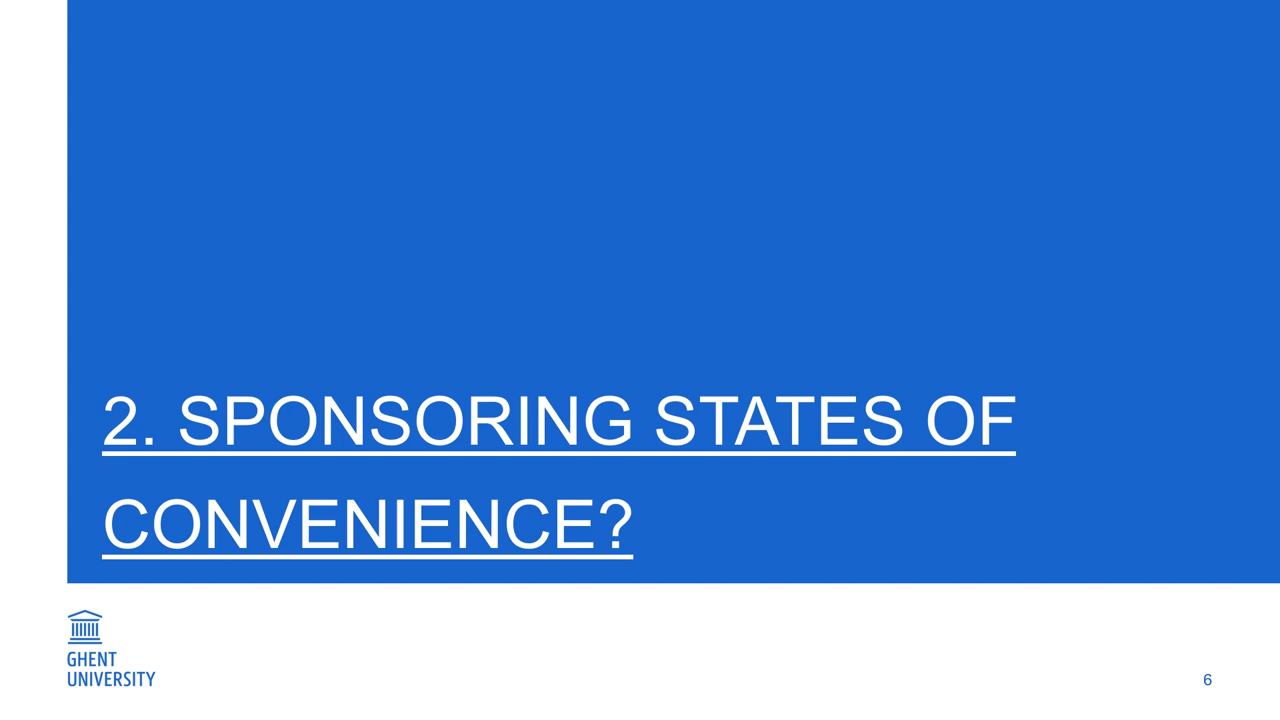 2. SPONSORING STATES OF
CONVENIENCE?
GHENT
UNIVERSITY
6